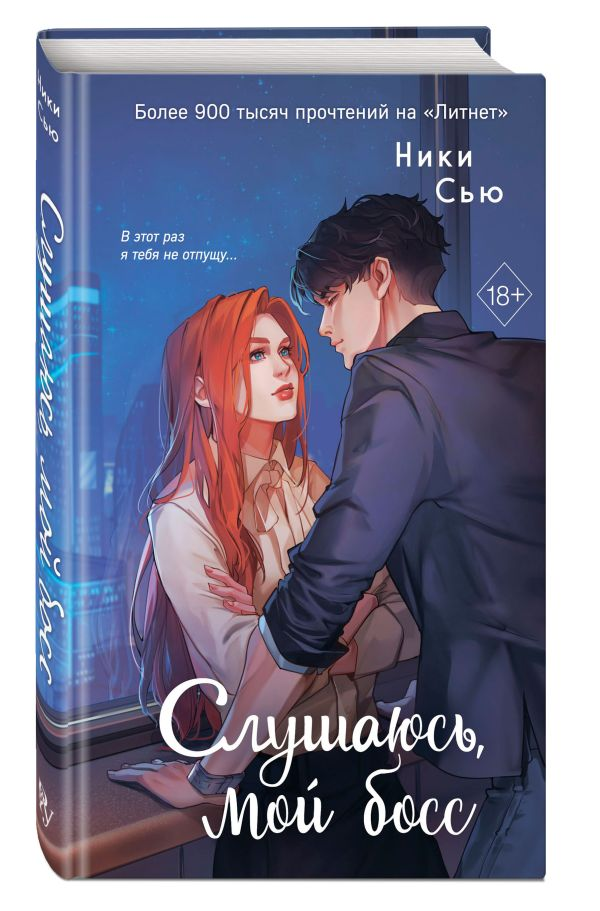 Более 900 тысяч прочтений на «Литнет»
Ники
Сью
В этот раз
я тебя не отпущу...
18+
Слушаюсь,
мой босс
Ники
Сью
Слушаюсь, мой босс